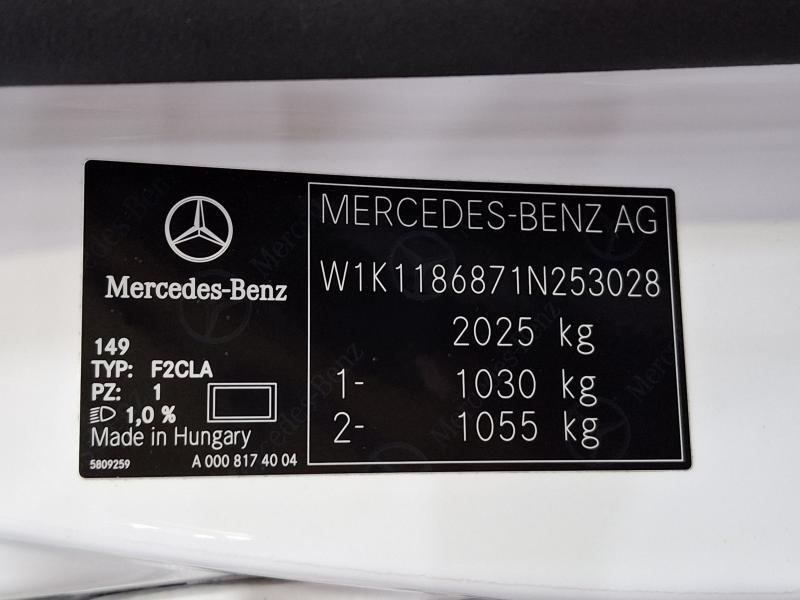 Mercedes-Benz
149
TYP: F2CLA
PZ: 1
1,0 %
Made in Hungary
5809259 A 000 817 40 04
MERCEDES-BENZ AG
W1K1186871N253028
2025 kg
1- 1030 kg
2- 1055 kg